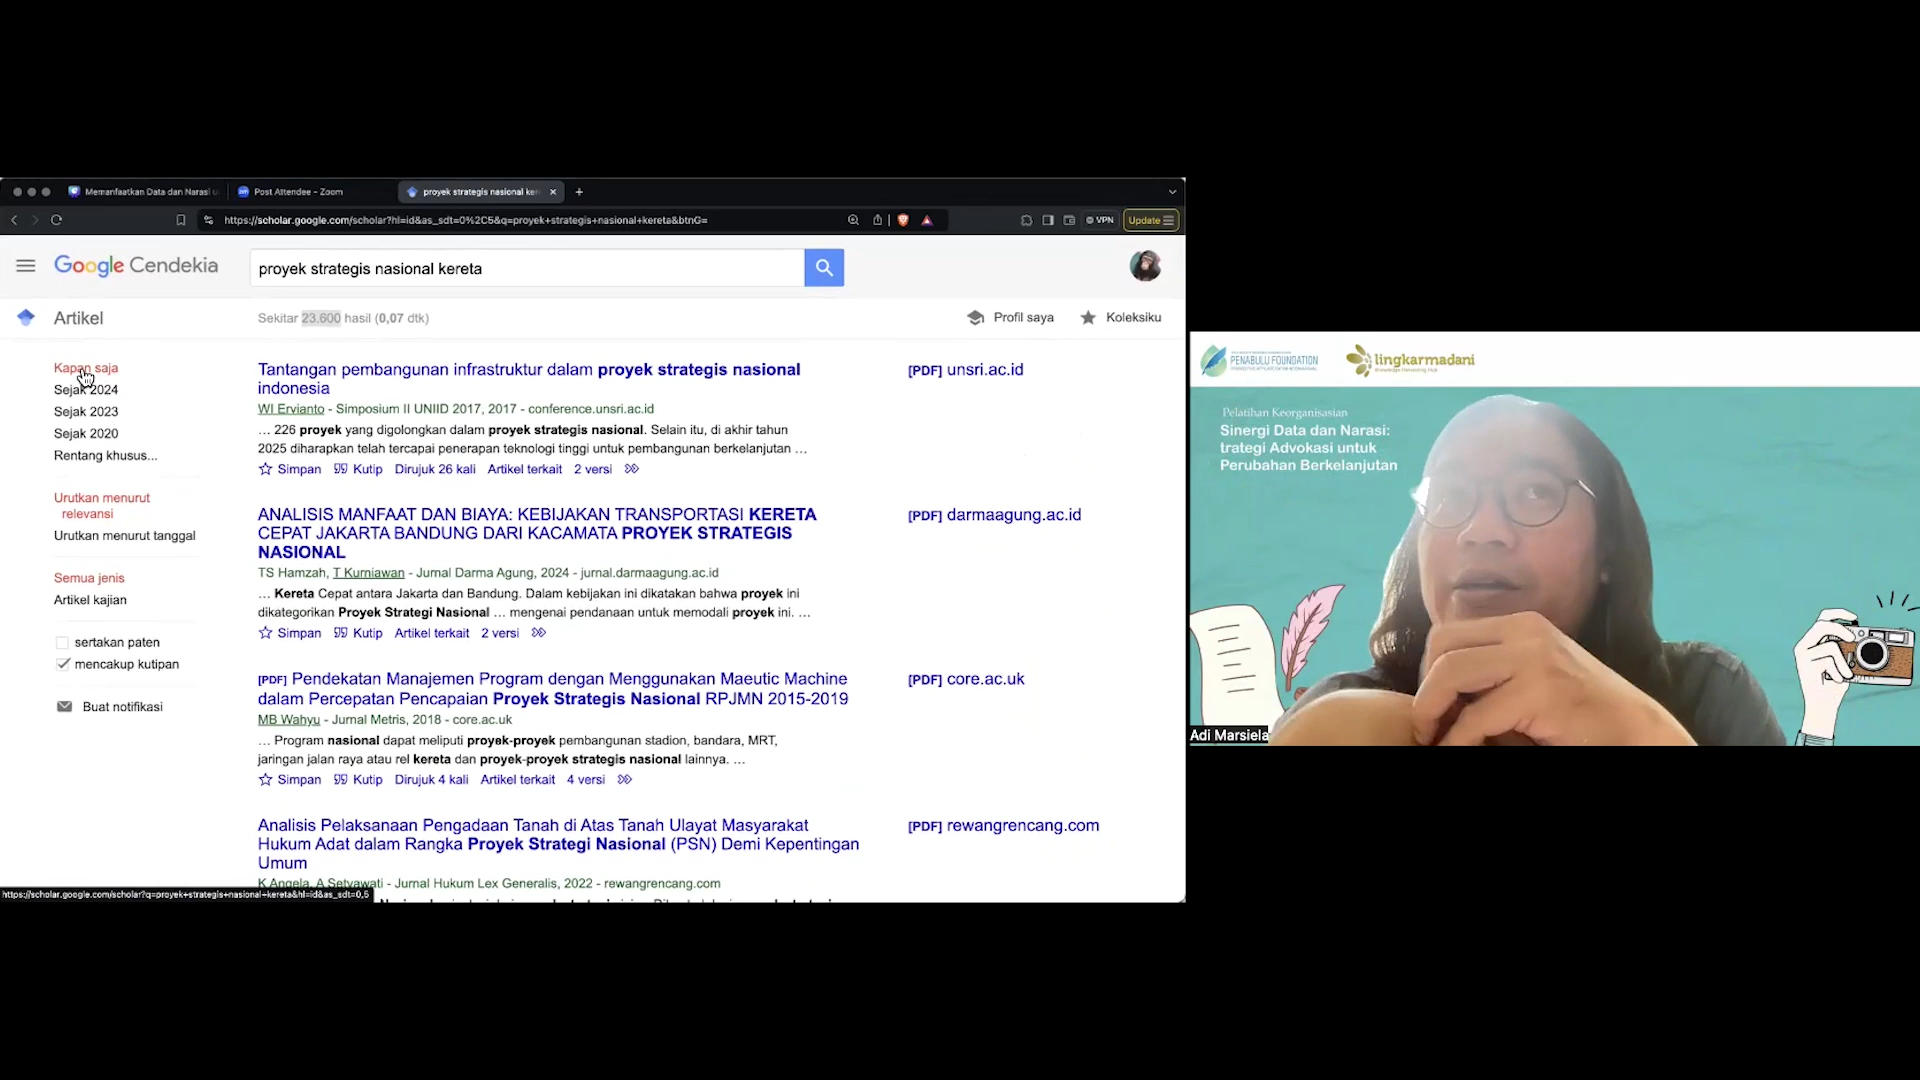 Memanfaatkan Data dan Narasi u
Post Attendee - Zoom
proyek strategis nasional ker
https://scholar.google.com/scholar?hl=id&as_sdt=0%2C5&q=proyek+strategis+nasional+kereta&btnG=
VPN
Update
Google Cendekia
proyek strategis nasional kereta
Artikel
Sekitar 23.600 hasil (0,07 dtk)
Profil saya
Koleksiku
Kapan saja
Sejak 2024
Sejak 2023
Sejak 2020
Rentang khusus...
Urutkan menurut
relevansi
Urutkan menurut tanggal
Semua jenis
Artikel kajian
sertakan paten
mencakup kutipan
Buat notifikasi
Tantangan pembangunan infrastruktur dalam proyek strategis nasional
indonesia
WI Ervianto - Simposium II UNIID 2017, 2017 - conference.unsri.ac.id
... 226 proyek yang digolongkan dalam proyek strategis nasional. Selain itu, di akhir tahun
2025 diharapkan telah tercapai penerapan teknologi tinggi untuk pembangunan berkelanjutan ...
Simpan Kutip Dirujuk 26 kali Artikel terkait 2 versi
[PDF] unsri.ac.id
ANALISIS MANFAAT DAN BIAYA: KEBIJAKAN TRANSPORTASI KERETA
CEPAT JAKARTA BANDUNG DARI KACAMATA PROYEK STRATEGIS
NASIONAL
TS Hamzah, T Kurniawan - Jurnal Darma Agung, 2024 - jurnal.darmaagung.ac.id
... Kereta Cepat antara Jakarta dan Bandung. Dalam kebijakan ini dikatakan bahwa proyek ini
dikategorikan Proyek Strategi Nasional ... mengenai pendanaan untuk memodali proyek ini. ...
Simpan Kutip Artikel terkait 2 versi
[PDF] darmaagung.ac.id
[PDF] Pendekatan Manajemen Program dengan Menggunakan Maeutic Machine
dalam Percepatan Pencapaian Proyek Strategis Nasional RPJMN 2015-2019
MB Wahyu - Jurnal Metris, 2018 - core.ac.uk
... Program nasional dapat meliputi proyek-proyek pembangunan stadion, bandara, MRT,
jaringan jalan raya atau rel kereta dan proyek-proyek strategis nasional lainnya. ...
Simpan Kutip Dirujuk 4 kali Artikel terkait 4 versi
[PDF] core.ac.uk
Analisis Pelaksanaan Pengadaan Tanah di Atas Tanah Ulayat Masyarakat
Hukum Adat dalam Rangka Proyek Strategi Nasional (PSN) Demi Kepentingan
Umum
K Angela, A Setyawati - Jurnal Hukum Lex Generalis, 2022 - rewangrencang.com
[PDF] rewangrencang.com
https://scholar.google.com/scholar?q=proyek+strategis+nasional+kereta&hl=id&as_sdt=0,5
PENABULU FOUNDATION
lingkarmadani
Pelatihan Keorganisasian
Sinergi Data dan Narasi:
trategi Advokasi untuk
Perubahan Berkelanjutan
Adi Marsiela